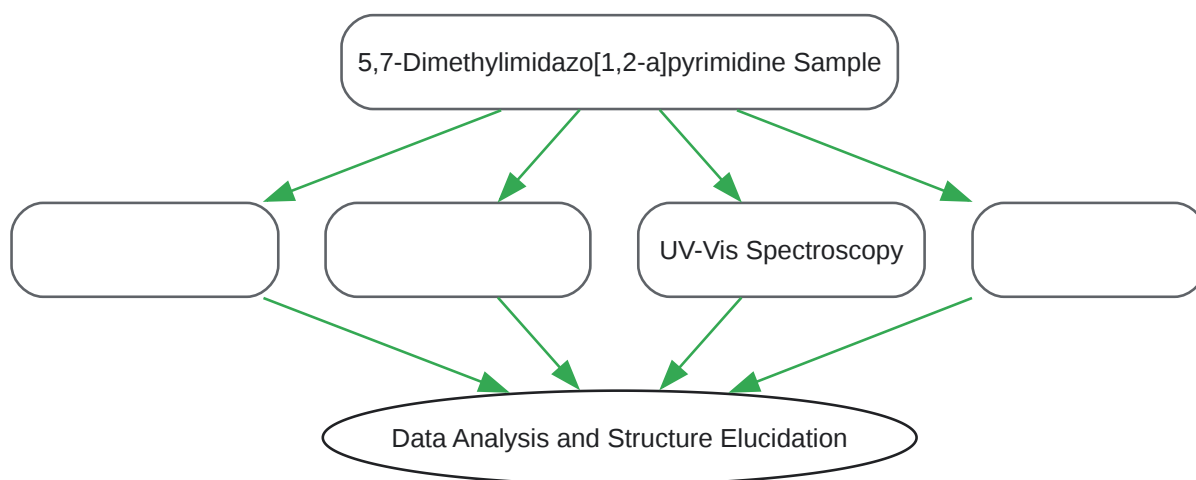 5,7-Dimethylimidazo[1,2-a]pyrimidine Sample
UV-Vis Spectroscopy
Data Analysis and Structure Elucidation